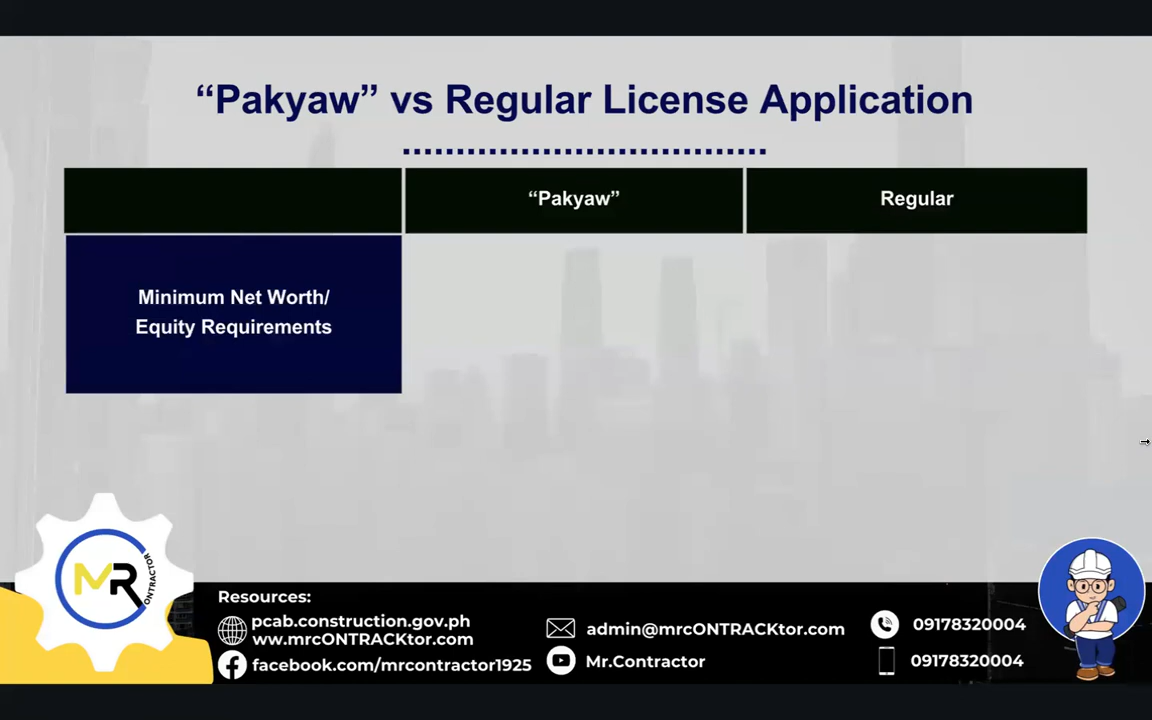 “Pakyaw” vs Regular License Application
“Pakyaw”
Regular
Minimum Net Worth/
Equity Requirements
MR
ONTRACTOR
Resources:
pcab.construction.gov.ph
ww.mrcONTRACKtor.com
facebook.com/mrcontractor1925
admin@mrcONTRACKtor.com
Mr.Contractor
09178320004
09178320004